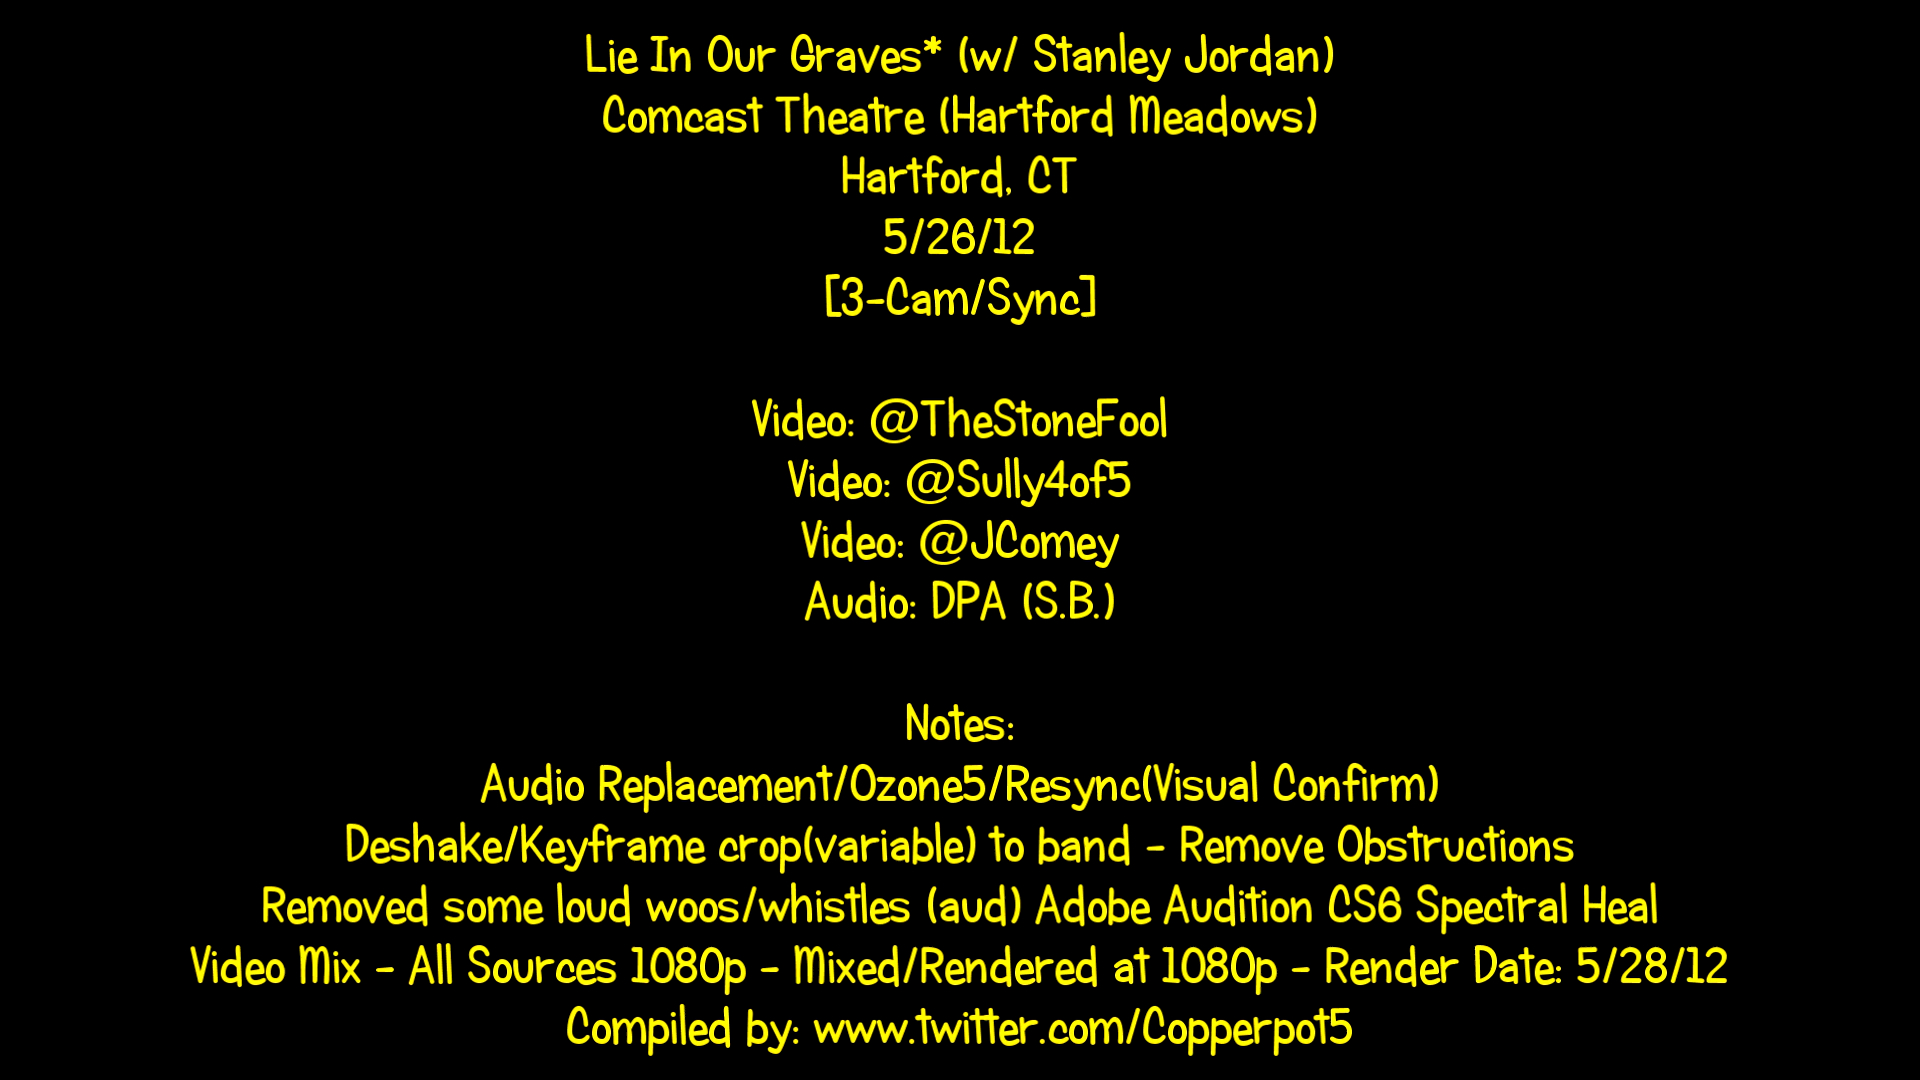 Lie In Our Graves* (w/ Stanley Jordan)
Comcast Theatre (Hartford Meadows)
Hartford, CT
5/26/12
[3-Cam/Sync]
Video: @TheStoneFool
Video: @Sully4of5
Video: @JComey
Audio: DPA (S.B.)
Notes:
Audio Replacement/Ozone5/Resync(Visual Confirm)
Deshake/Keyframe crop(variable) to band - Remove Obstructions
Removed some loud woos/whistles (aud) Adobe Audition CS6 Spectral Heal
Video Mix - All Sources 1080p - Mixed/Rendered at 1080p - Render Date: 5/28/12
Compiled by: www.twitter.com/Copperpot5